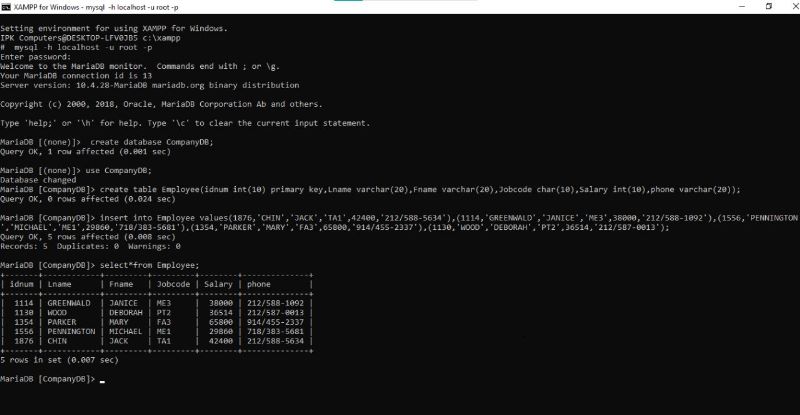 XAMPP for Windows - mysql -h localhost -u root -p
Setting environment for using XAMPP for Windows.
IPK Computers@DESKTOP-LFV0JB5 c:\xampp
# mysql -h localhost -u root -p
Enter password:
Welcome to the MariaDB monitor.  Commands end with ; or \g.
Your MariaDB connection id is 13
Server version: 10.4.28-MariaDB mariadb.org binary distribution
Copyright (c) 2000, 2018, Oracle, MariaDB Corporation Ab and others.
Type 'help;' or '\h' for help. Type '\c' to clear the current input statement.
MariaDB [(none)]>  create database CompanyDB;
Query OK, 1 row affected (0.001 sec)
MariaDB [(none)]> use CompanyDB;
Database changed
MariaDB [CompanyDB]> create table Employee(idnum int(10) primary key,Lname varchar(20),Fname varchar(20),Jobcode char(10),Salary int(10),phone varchar(20));
Query OK, 0 rows affected (0.024 sec)
MariaDB [CompanyDB]> insert into Employee values(1876,'CHIN','JACK','TA1',42400,'212/588-5634'),(1114,'GREENWALD','JANICE','ME3',38000,'212/588-1092'),(1556,'PENNINGTON
','MICHAEL','ME1',29860,'718/383-5681'),(1354,'PARKER','MARY','FA3',65800,'914/455-2337'),(1130,'WOOD','DEBORAH','PT2',36514,'212/587-0013');
Query OK, 5 rows affected (0.008 sec)
Records: 5  Duplicates: 0  Warnings: 0
MariaDB [CompanyDB]> select*from Employee;
+-------+------------+---------+---------+--------+--------------+
| idnum | Lname      | Fname   | Jobcode | Salary | phone        |
+-------+------------+---------+---------+--------+--------------+
|  1114 | GREENWALD  | JANICE  | ME3     |  38000 | 212/588-1092 |
|  1130 | WOOD       | DEBORAH | PT2     |  36514 | 212/587-0013 |
|  1354 | PARKER     | MARY    | FA3     |  65800 | 914/455-2337 |
|  1556 | PENNINGTON | MICHAEL | ME1     |  29860 | 718/383-5681 |
|  1876 | CHIN       | JACK    | TA1     |  42400 | 212/588-5634 |
+-------+------------+---------+---------+--------+--------------+
5 rows in set (0.007 sec)
MariaDB [CompanyDB]> _